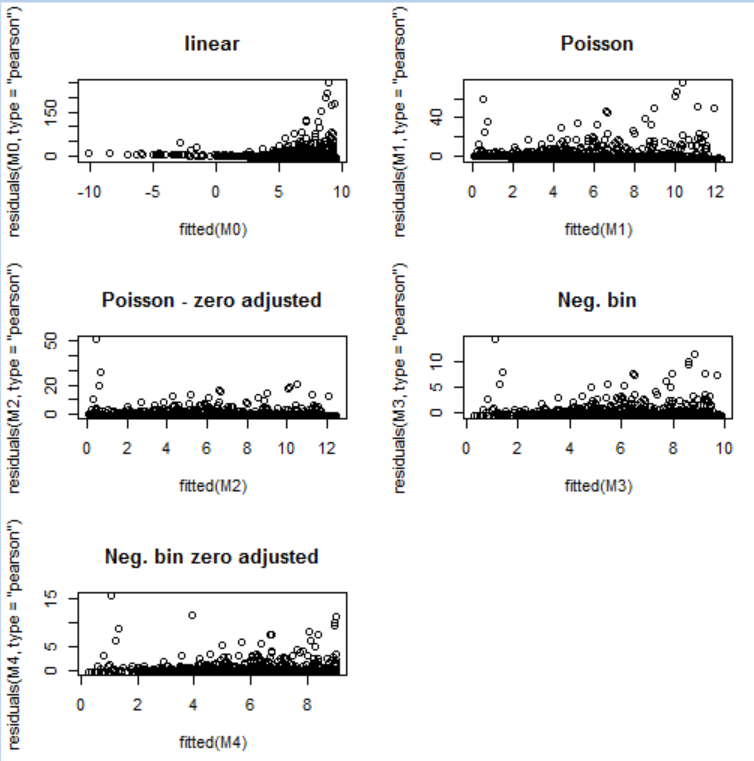 linear
residuals(M0, type = "pearson")
150
0
-10 -5 0 5 10
fitted(M0)
Poisson
residuals(M1, type = "pearson")
40
0
0 2 4 6 8 10 12
fitted(M1)
Poisson - zero adjusted
residuals(M2, type = "pearson")
50
20
0
0 2 4 6 8 10 12
fitted(M2)
Neg. bin
residuals(M3, type = "pearson")
10
5
0
0 2 4 6 8 10
fitted(M3)
Neg. bin zero adjusted
residuals(M4, type = "pearson")
15
5
0
0 2 4 6 8
fitted(M4)